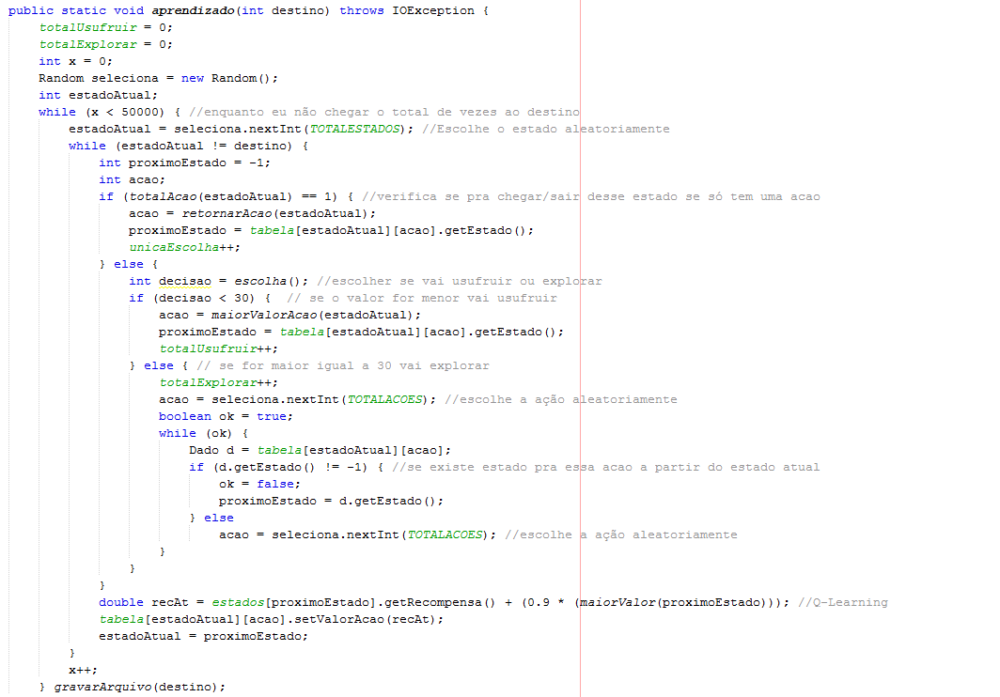 public static void aprendizado(int destino) throws IOException {
totalUsufruir = 0;
totalExplorar = 0;
int x = 0;
Random seleciona = new Random();
int estadoAtual;
while (x < 50000) { //enquanto eu não chegar o total de vezes ao destino
estadoAtual = seleciona.nextInt(TOTALESTADOS); //Escolhe o estado aleatoriamente
while (estadoAtual != destino) {
int proximoEstado = -1;
int acao;
if (totalAcao(estadoAtual) == 1) { //verifica se pra chegar/sair desse estado se só tem uma acao
acao = retornarAcao(estadoAtual);
proximoEstado = tabela[estadoAtual][acao].getEstado();
unicaEscolha++;
} else {
int decisao = escolha(); //escolher se vai usufruir ou explorar
if (decisao < 30) { // se o valor for menor vai usufruir
acao = maiorValorAcao(estadoAtual);
proximoEstado = tabela[estadoAtual][acao].getEstado();
totalUsufruir++;
} else { // se for maior igual a 30 vai explorar
totalExplorar++;
acao = seleciona.nextInt(TOTALACOES); //escolhe a ação aleatoriamente
boolean ok = true;
while (ok) {
Dado d = tabela[estadoAtual][acao];
if (d.getEstado() != -1) { //se existe estado pra essa acao a partir do estado atual
ok = false;
proximoEstado = d.getEstado();
} else
acao = seleciona.nextInt(TOTALACOES); //escolhe a ação aleatoriamente
}
}
}
double recAt = estados[proximoEstado].getRecompensa() + (0.9 * (maiorValor(proximoEstado))); //Q-Learning
tabela[estadoAtual][acao].setValorAcao(recAt);
estadoAtual = proximoEstado;
}
x++;
} gravarArquivo(destino);